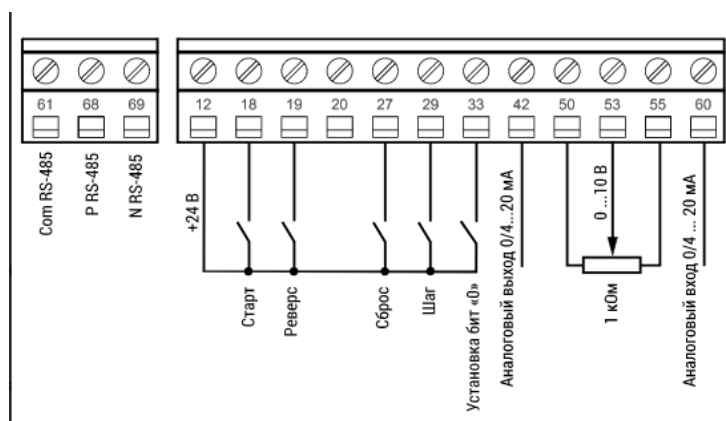 61 68 69 12 18 19 20 27 29 33 42 50 53 55 60
Com RS-485
P RS-485
N RS-485
+24 В
Старт
Реверс
Сброс
Шаг
Установка бит «0»
Аналоговый выход 0/4...20 мА
0 ...10 В
1 кОм
Аналоговый вход 0/4 ... 20 мА